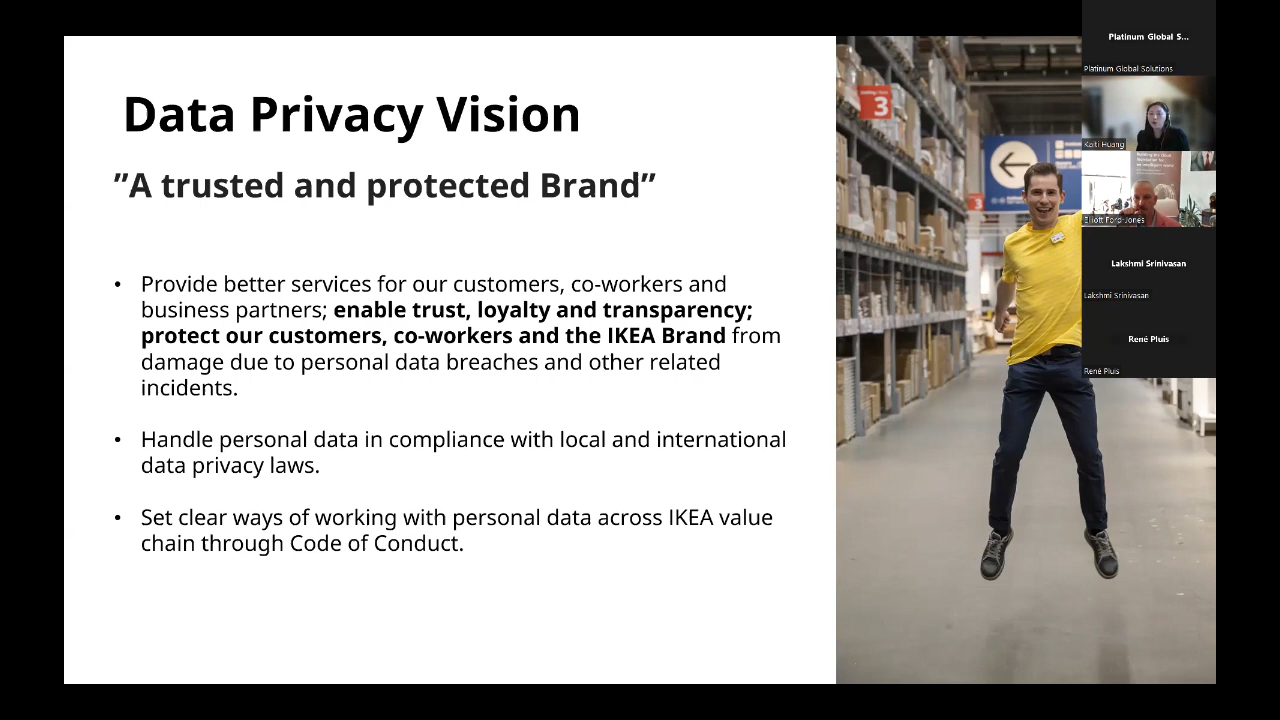 Data Privacy Vision
”A trusted and protected Brand”
• Provide better services for our customers, co-workers and
business partners; enable trust, loyalty and transparency;
protect our customers, co-workers and the IKEA Brand from
damage due to personal data breaches and other related
incidents.
• Handle personal data in compliance with local and international
data privacy laws.
• Set clear ways of working with personal data across IKEA value
chain through Code of Conduct.
3
3
Platinum Global S...
Platinum Global Solutions
Kaiti Huang
Elliott Ford-Jones
Lakshmi Srinivasan
Lakshmi Srinivasan
René Pluis
René Pluis